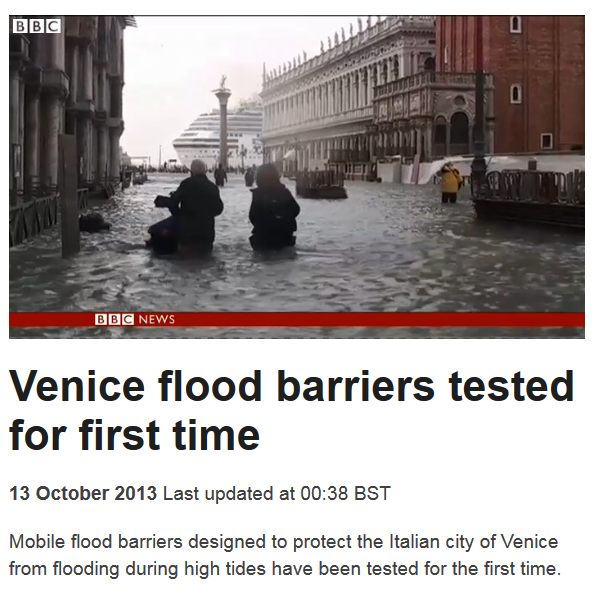 BBC
BBC NEWS
Venice flood barriers tested
for first time
13 October 2013 Last updated at 00:38 BST
Mobile flood barriers designed to protect the Italian city of Venice
from flooding during high tides have been tested for the first time.